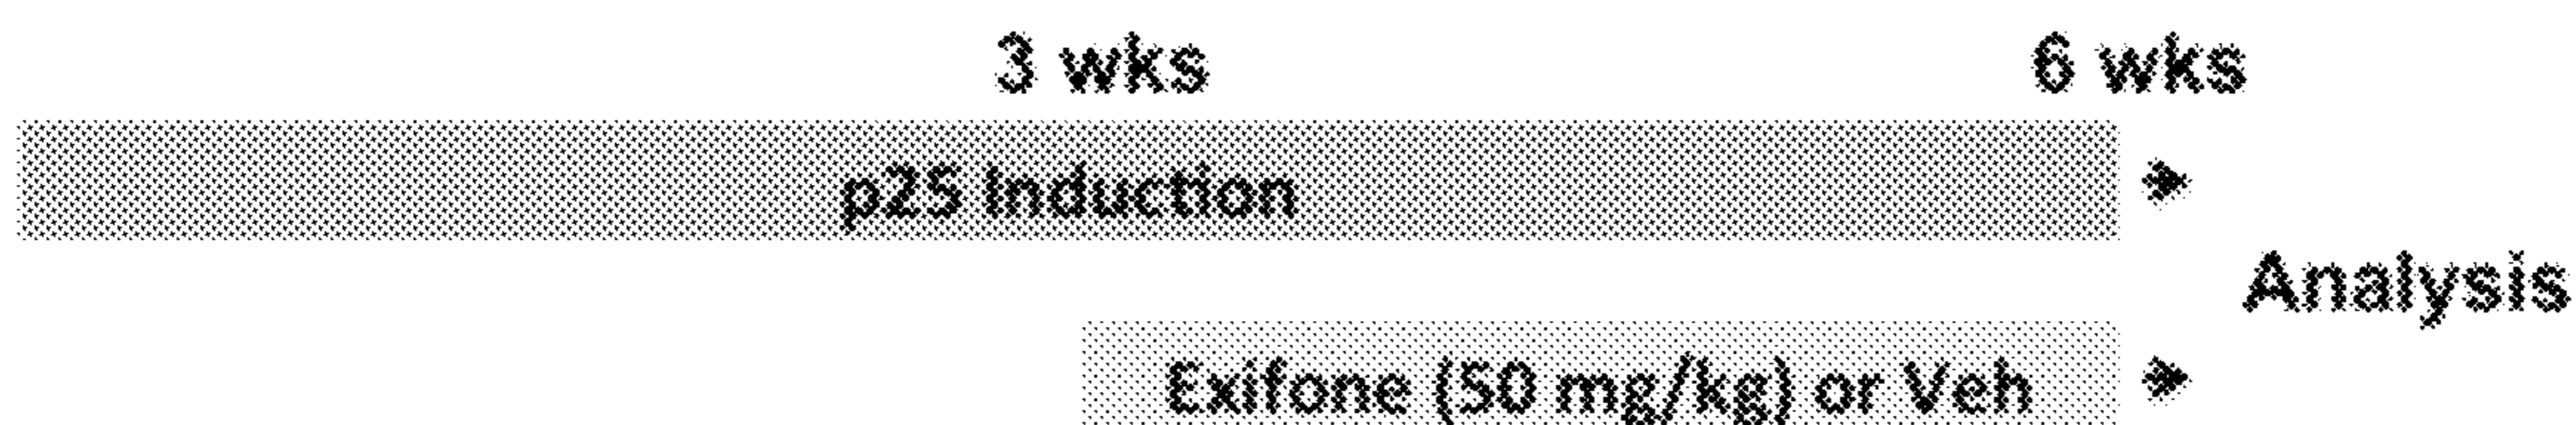 3 wks 6 wks
p25 Induction
Analysis
Exifone (50 mg/kg) or Veh